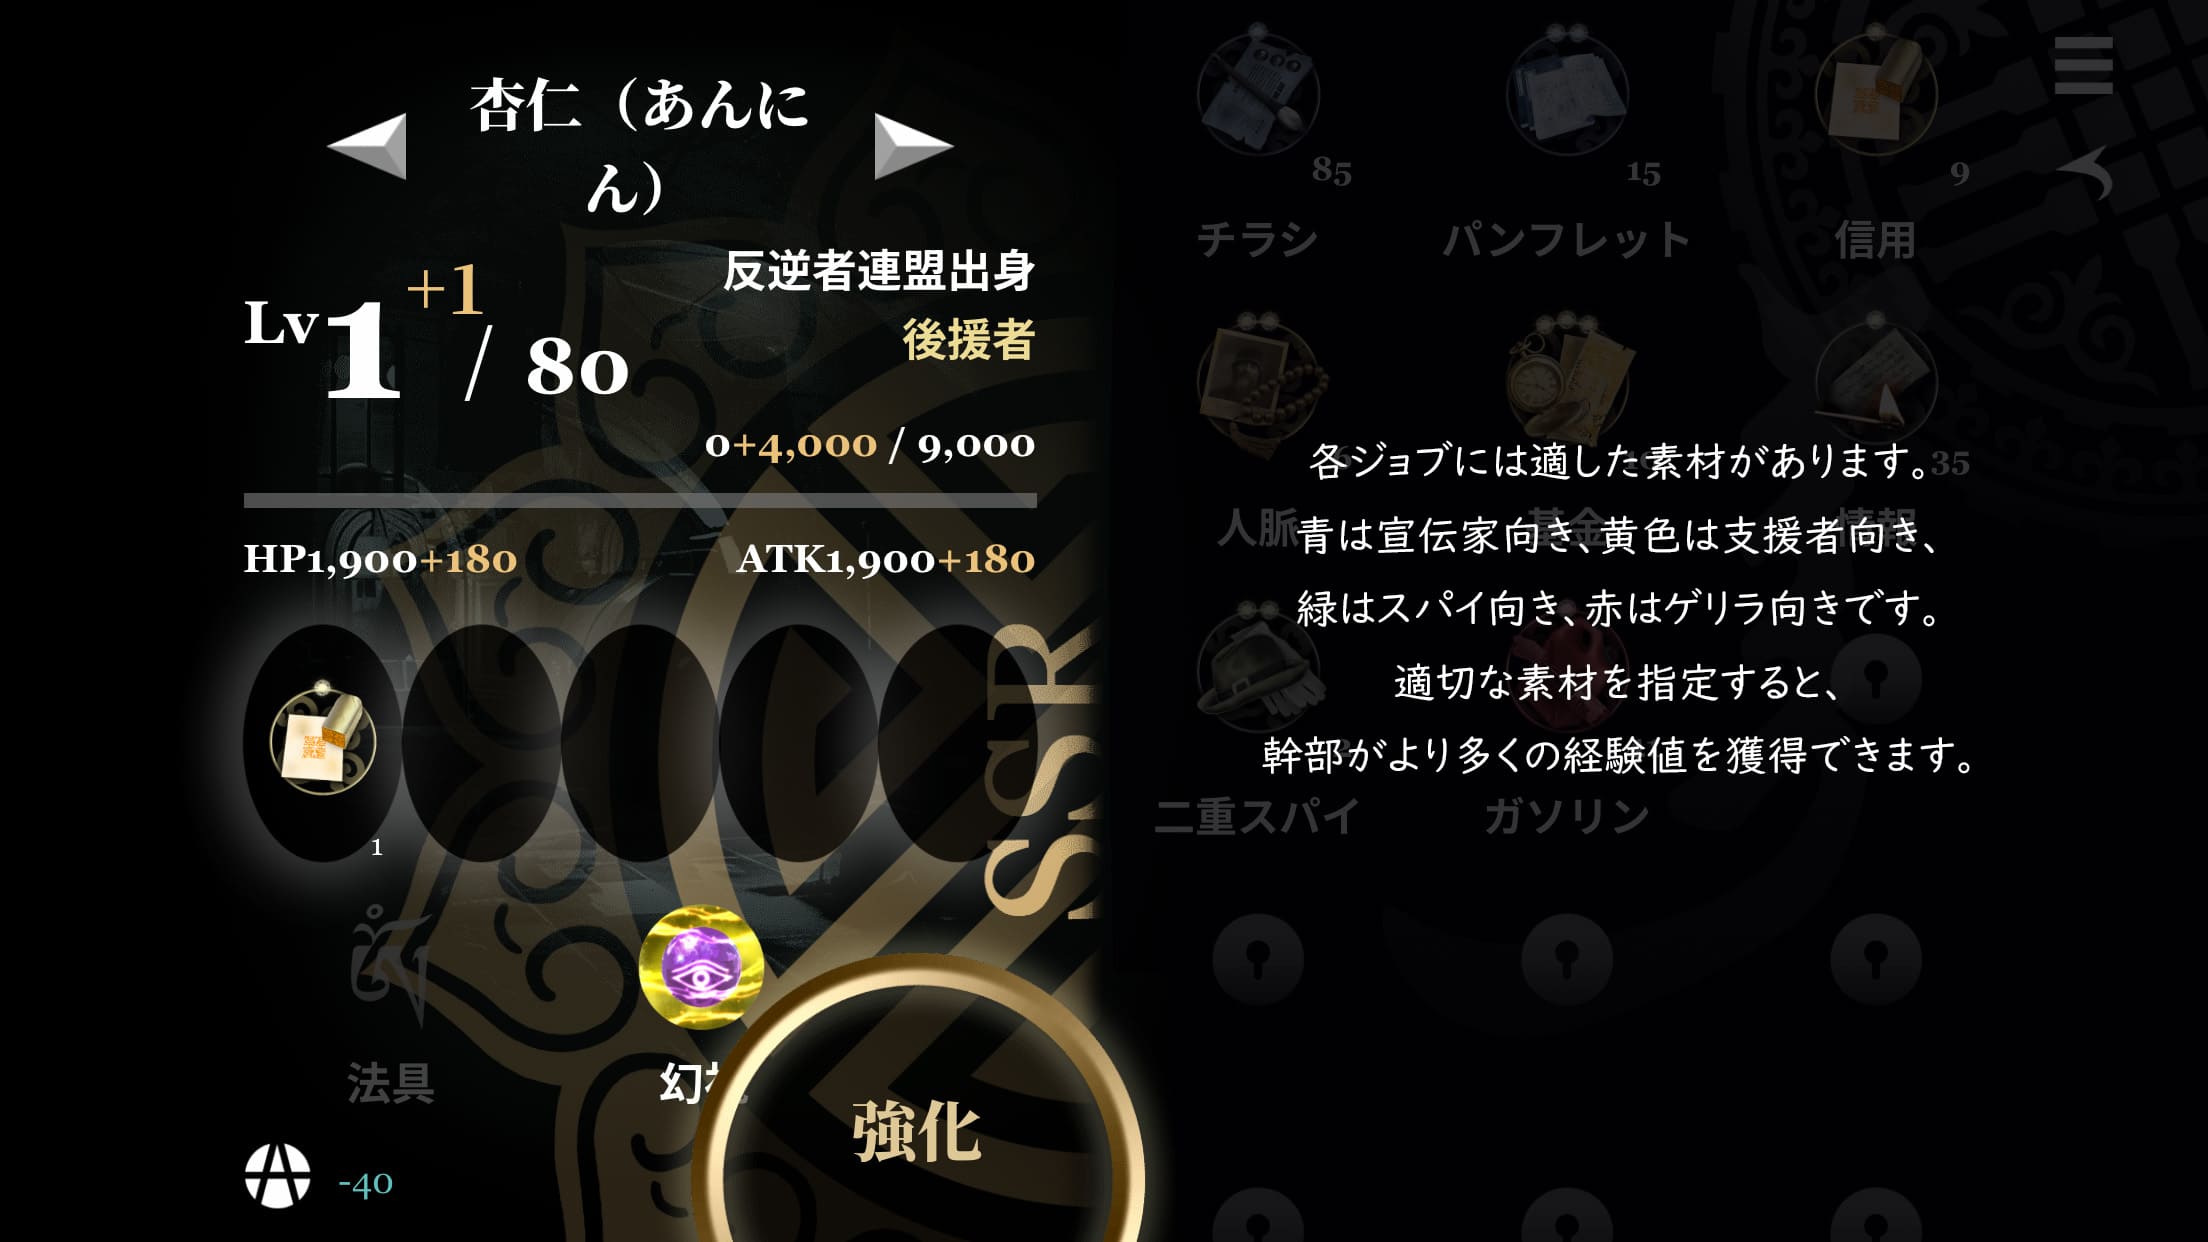 杏仁（あんに
ん）
Lv1+1/ 80
反逆者連盟出身
後援者
0+4,000 / 9,000
HP1,900+180
ATK1,900+180
1
SSR
法具
強化
-40
85
15
9
チラシ
パンフレット
信用
35
人脈
基金
情報
各ジョブには適した素材があります。
青は宣伝家向き、黄色は支援者向き、
緑はスパイ向き、赤はゲリラ向きです。
適切な素材を指定すると、
幹部がより多くの経験値を獲得できます。
二重スパイ
ガソリン